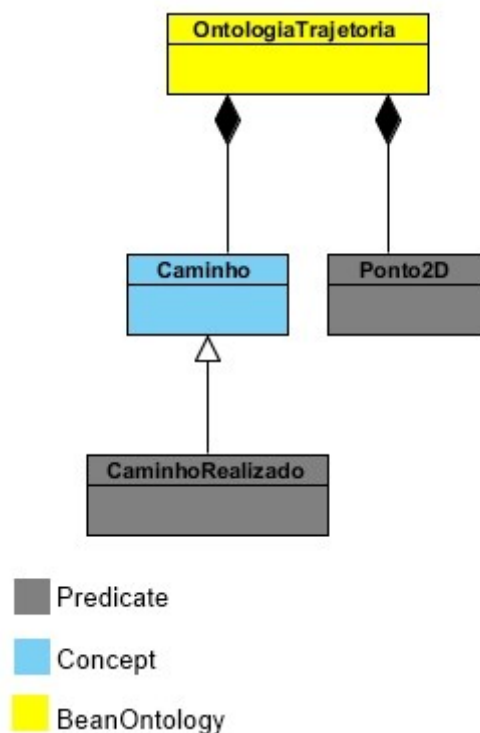 OntologiaTrajetoria
Caminho
Ponto2D
CaminhoRealizado
Predicate
Concept
BeanOntology